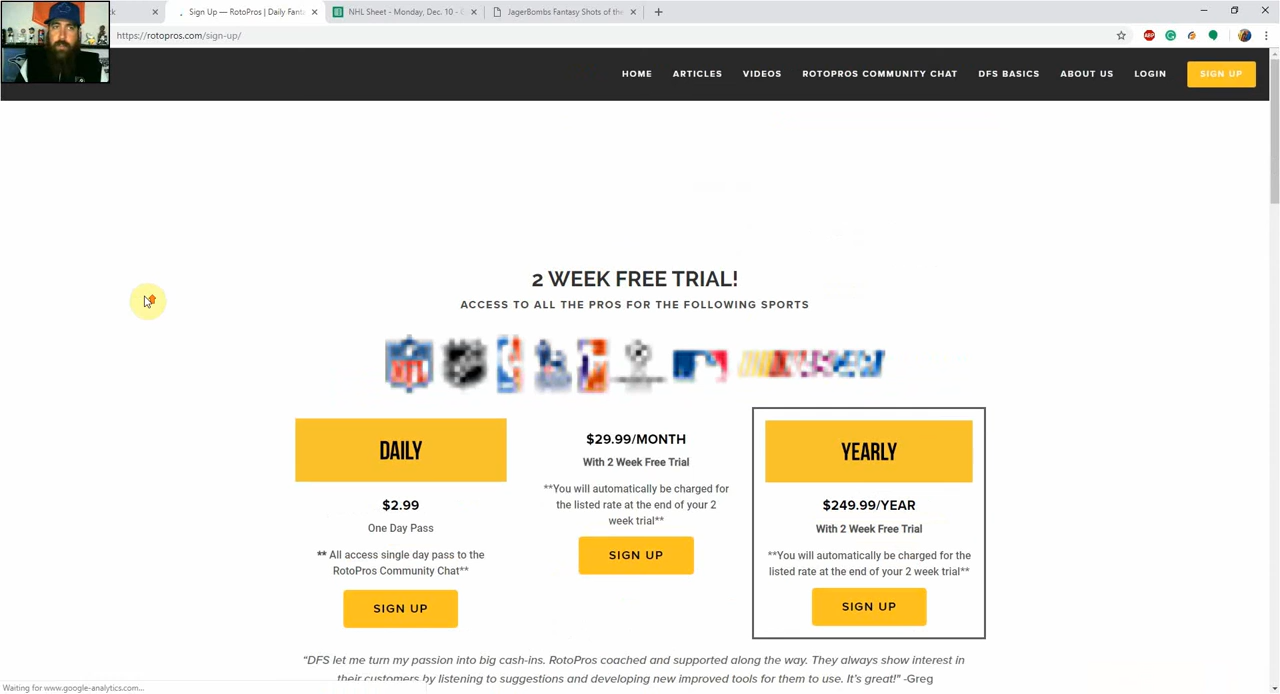 ck
Sign Up — RotoPros | Daily Fanta
NHL Sheet - Monday, Dec. 10 - G
JagerBombs Fantasy Shots of the
https://rotopros.com/sign-up/
HOME
ARTICLES
VIDEOS
ROTOPROS COMMUNITY CHAT
DFS BASICS
ABOUT US
LOGIN
SIGN UP
2 WEEK FREE TRIAL!
ACCESS TO ALL THE PROS FOR THE FOLLOWING SPORTS
DAILY
$2.99
One Day Pass
** All access single day pass to the
RotoPros Community Chat**
SIGN UP
$29.99/MONTH
With 2 Week Free Trial
**You will automatically be charged for
the listed rate at the end of your 2
week trial**
SIGN UP
YEARLY
$249.99/YEAR
With 2 Week Free Trial
**You will automatically be charged for the
listed rate at the end of your 2 week trial**
SIGN UP
“DFS let me turn my passion into big cash-ins. RotoPros coached and supported along the way. They always show interest in
their customers by listening to suggestions and developing new improved tools for them to use. It’s great!” -Greg
Waiting for www.google-analytics.com...